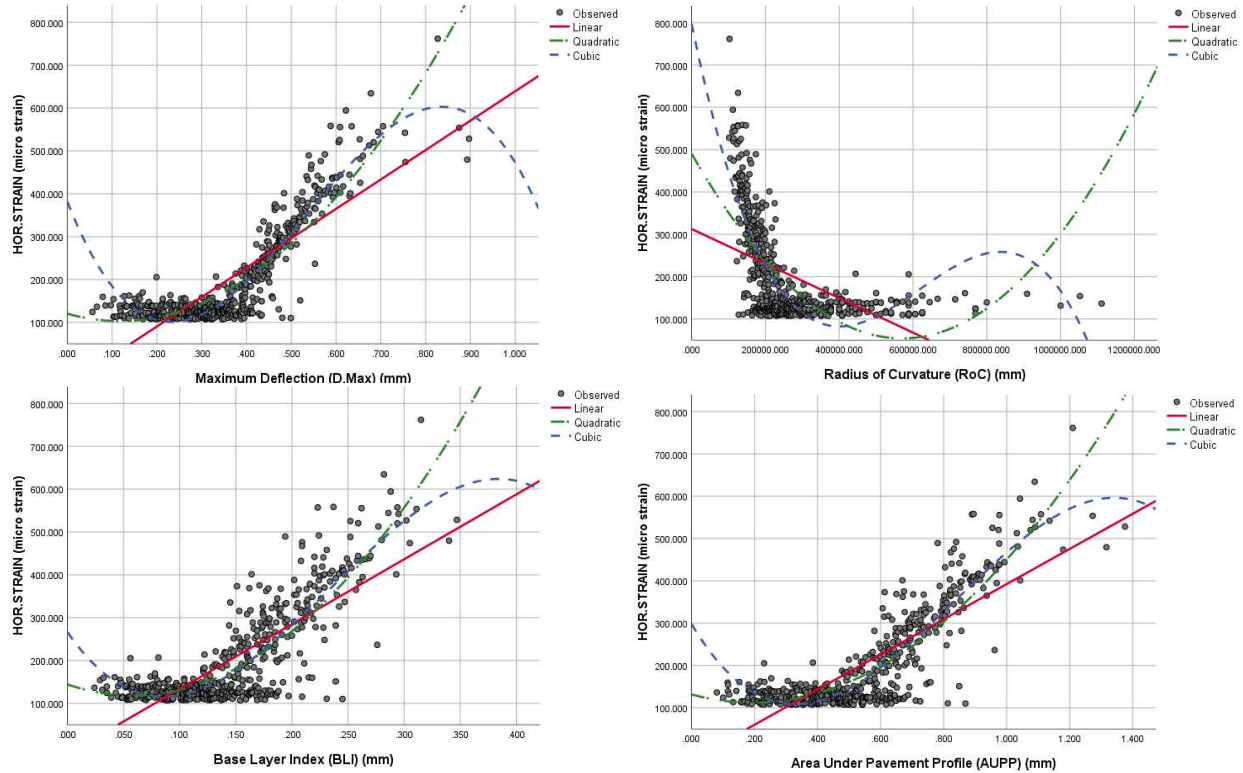 800.000
700.000
600.000
500.000
400.000
300.000
200.000
100.000
HOR.STRAIN (micro strain)
.000 .100 .200 .300 .400 .500 .600 .700 .800 .900 1.000
Maximum Deflection (D.Max) (mm)
Observed
Linear
Quadratic
Cubic
800.000
700.000
600.000
500.000
400.000
300.000
200.000
100.000
HOR.STRAIN (micro strain)
.000 200000.000 400000.000 600000.000 800000.000 1000000.000 1200000.000
Radius of Curvature (RoC) (mm)
Observed
Linear
Quadratic
Cubic
800.000
700.000
600.000
500.000
400.000
300.000
200.000
100.000
HOR.STRAIN (micro strain)
.000 .050 .100 .150 .200 .250 .300 .350 .400
Base Layer Index (BLI) (mm)
Observed
Linear
Quadratic
Cubic
800.000
700.000
600.000
500.000
400.000
300.000
200.000
100.000
HOR.STRAIN (micro strain)
.000 .200 .400 .600 .800 1.000 1.200 1.400
Area Under Pavement Profile (AUPP) (mm)
Observed
Linear
Quadratic
Cubic